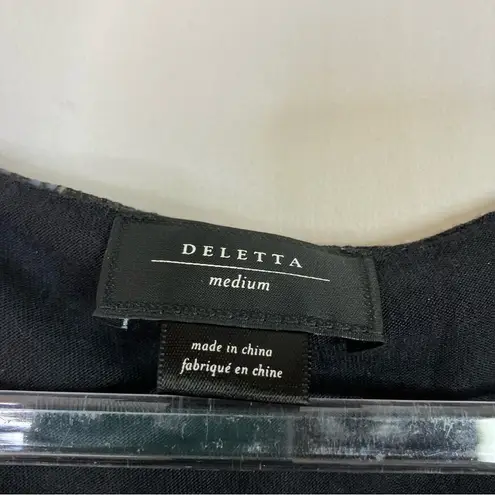 DELETTA
medium
made in china
fabriqué en chine